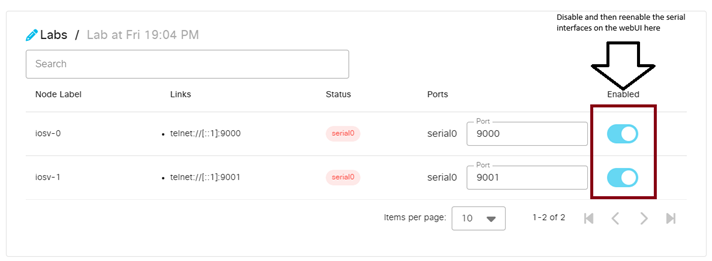 Disable and then reenable the serial
interfaces on the webUI here
Labs / Lab at Fri 19:04 PM
Search
Node Label Links Status Ports Enabled
iosv-0 • telnet://[::1]:9000 serial0 serial0 Port 9000
iosv-1 • telnet://[::1]:9001 serial0 serial0 Port 9001
Items per page: 10 1-2 of 2